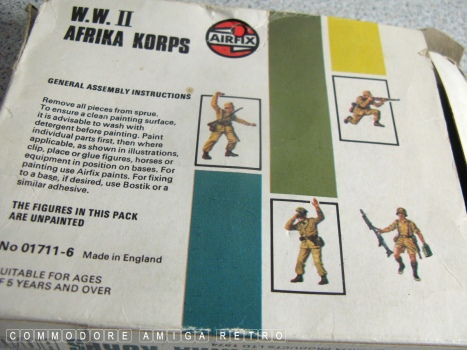 W.W. II
AFRIKA KORPS
AIRFIX
GENERAL ASSEMBLY INSTRUCTIONS
Remove all pieces from sprue.
To ensure a clean painting surface,
it is advisable to wash with
detergent before painting. Paint
individual parts first, then where
applicable, as shown in illustrations,
clip, place or glue figures, horses or
equipment in position on bases. For
painting use Airfix paints. For fixing
to a base, if desired, use Bostik or a
similar adhesive.
THE FIGURES IN THIS PACK
ARE UNPAINTED
No 01711-6 Made in England
SUITABLE FOR AGES
OF 5 YEARS AND OVER
COMMODORE AMIGA RETRO